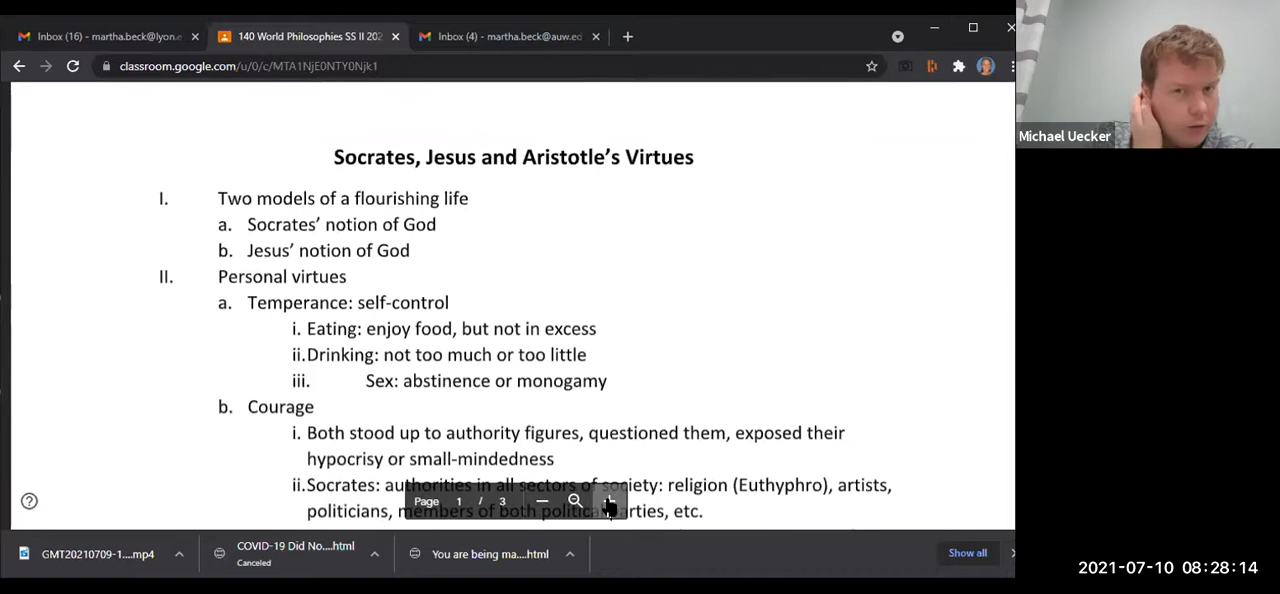 Inbox (16) - martha.beck@lyon.e
140 World Philosophies SS II 202
Inbox (4) - martha.beck@auw.ed
classroom.google.com/u/0/c/MTA1NjE0NTY0Njk1
Michael Uecker
Socrates, Jesus and Aristotle's Virtues
I. Two models of a flourishing life
a. Socrates' notion of God
b. Jesus' notion of God
II. Personal virtues
a. Temperance: self-control
i. Eating: enjoy food, but not in excess
ii.Drinking: not too much or too little
iii. Sex: abstinence or monogamy
b. Courage
i. Both stood up to authority figures, questioned them, exposed their
hypocrisy or small-mindedness
ii.Socrates: authorities in all sectors of society: religion (Euthyphro), artists,
politicians, members of both political parties, etc.
Page 1 / 3
GMT20210709-1....mp4
COVID-19 Did No....html
Canceled
You are being ma....html
Show all
2021-07-10 08:28:14